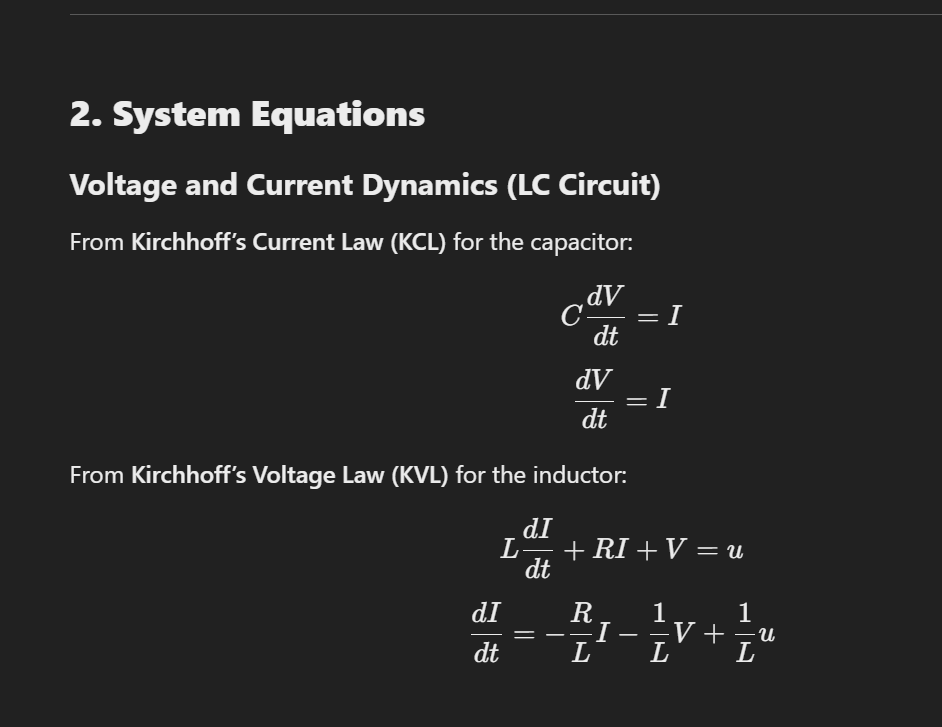 2. System Equations
Voltage and Current Dynamics (LC Circuit)
From Kirchhoff's Current Law (KCL) for the capacitor:
C dV/dt = I
dV/dt = I
From Kirchhoff's Voltage Law (KVL) for the inductor:
L dI/dt + RI + V = u
dI/dt = −R/L I − 1/L V + 1/L u